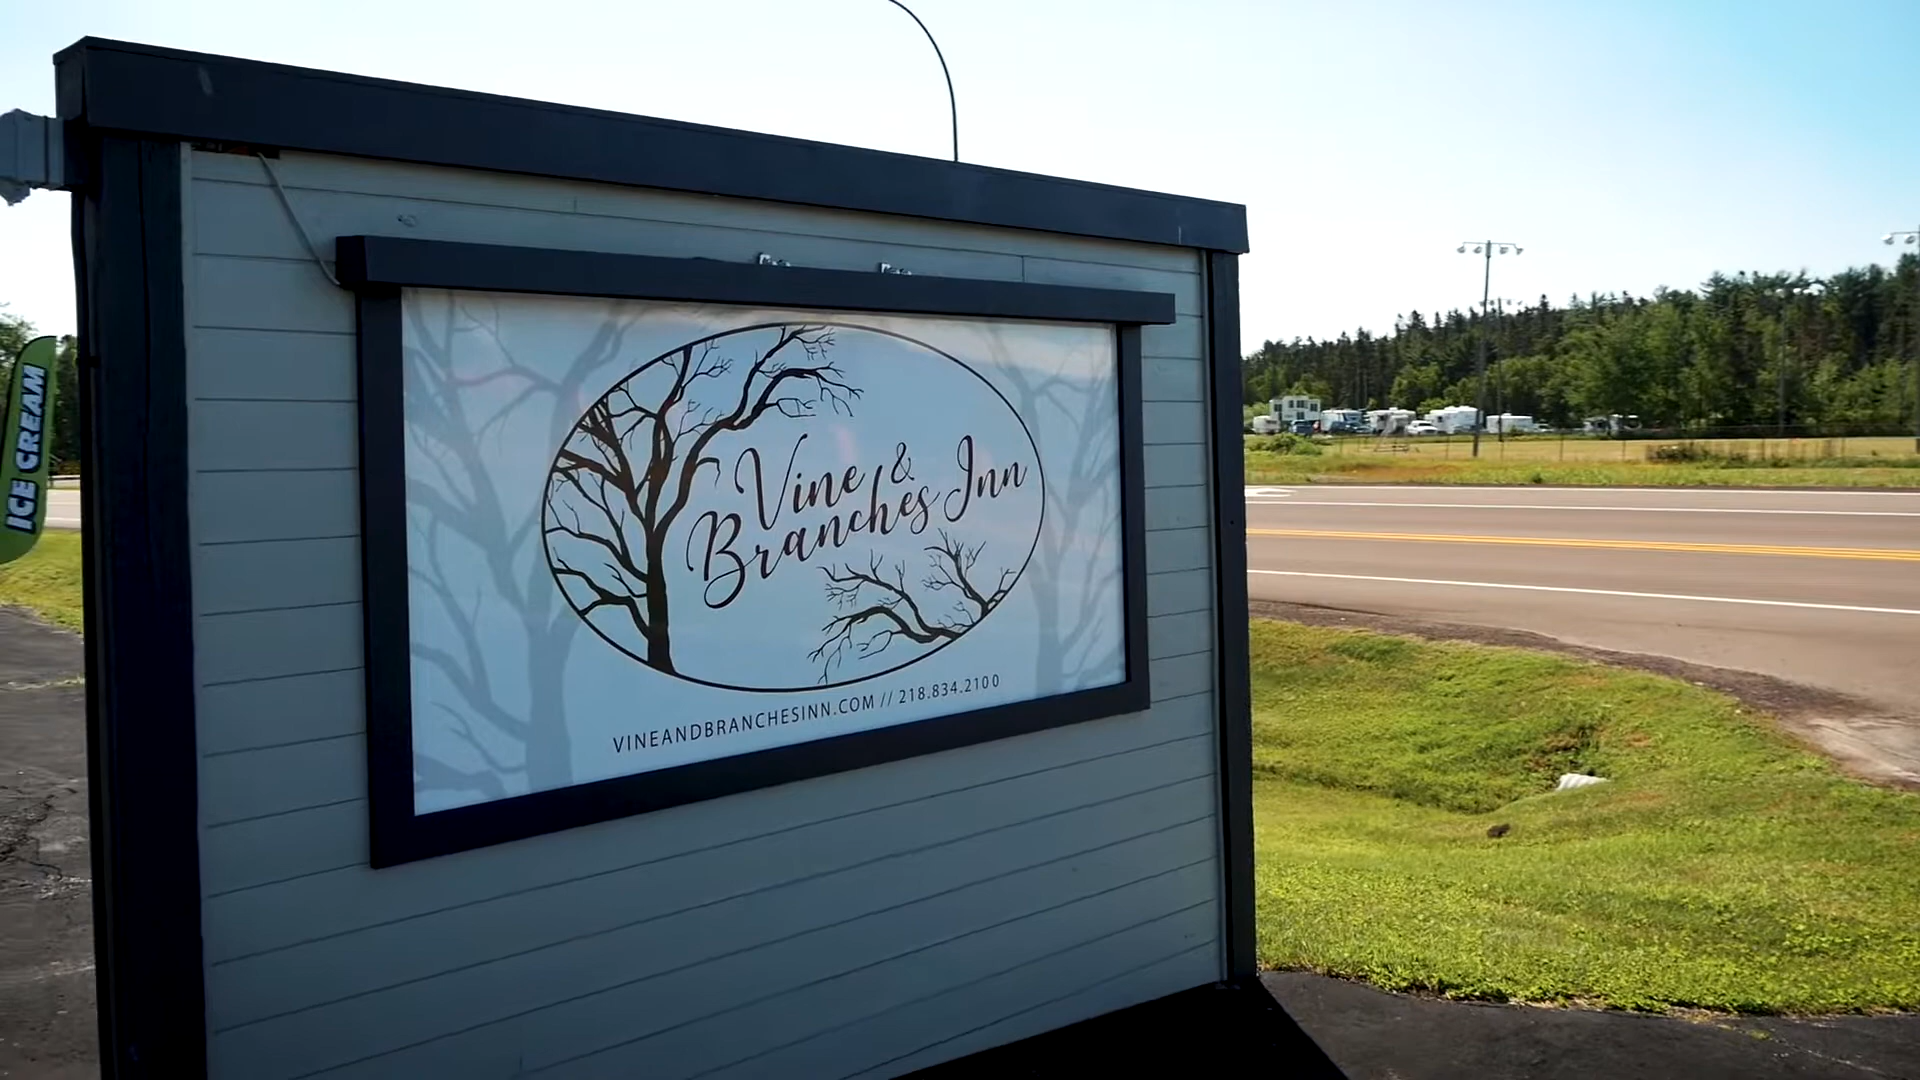 ICE CREAM
Vine &
Branches Inn
VINEANDBRANCHESINN.COM // 218.834.2100